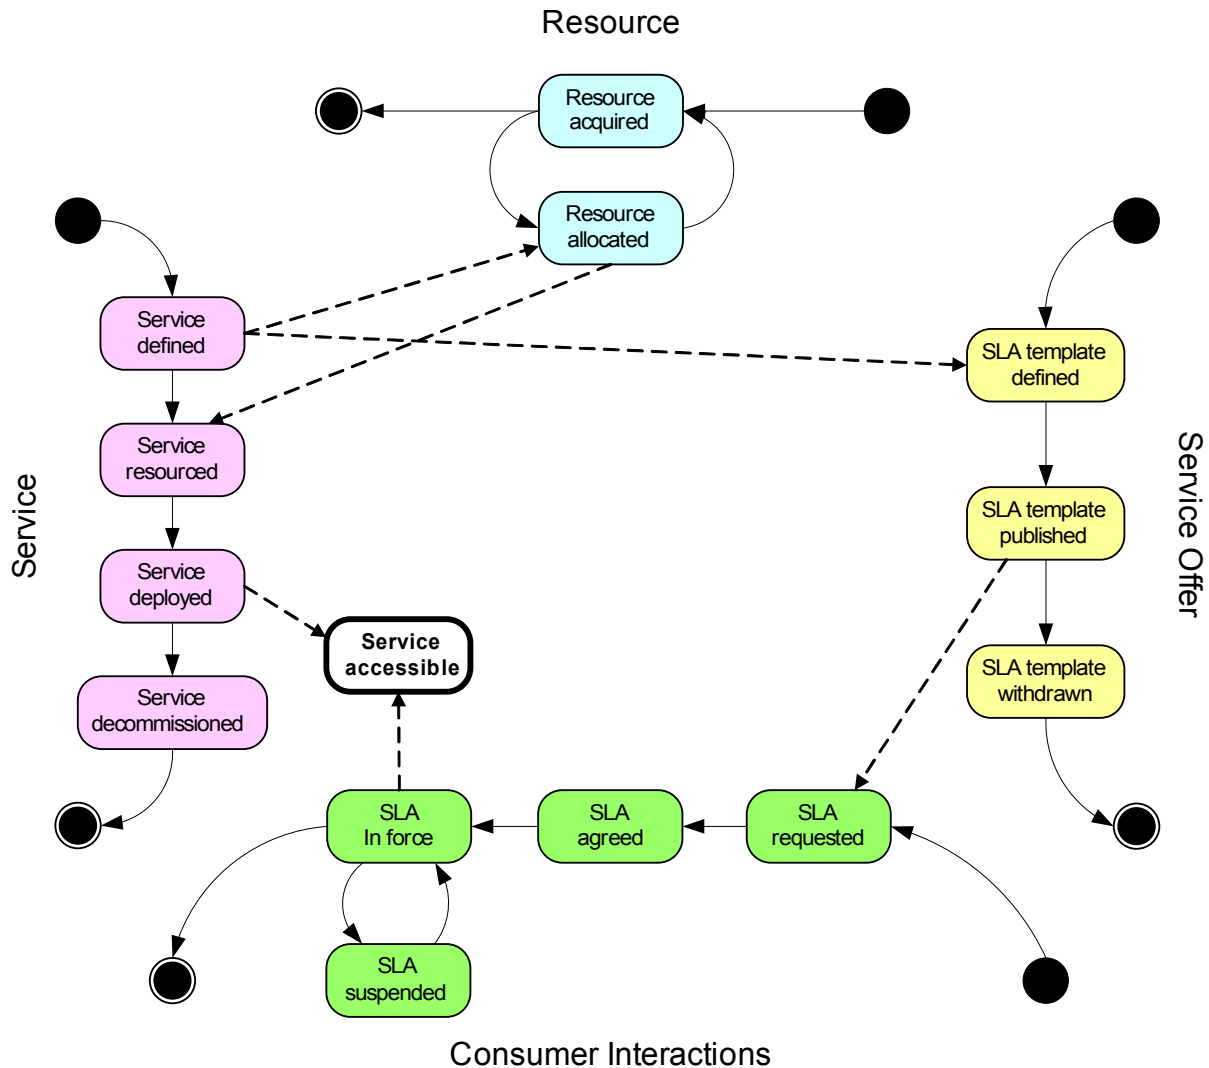 Resource
Resource
acquired
Resource
allocated
Service
defined
SLA template
defined
Service
resourced
Service
Service Offer
SLA template
published
Service
deployed
Service
accessible
SLA template
withdrawn
Service
decommissioned
SLA
In force
SLA
agreed
SLA
requested
SLA
suspended
Consumer Interactions